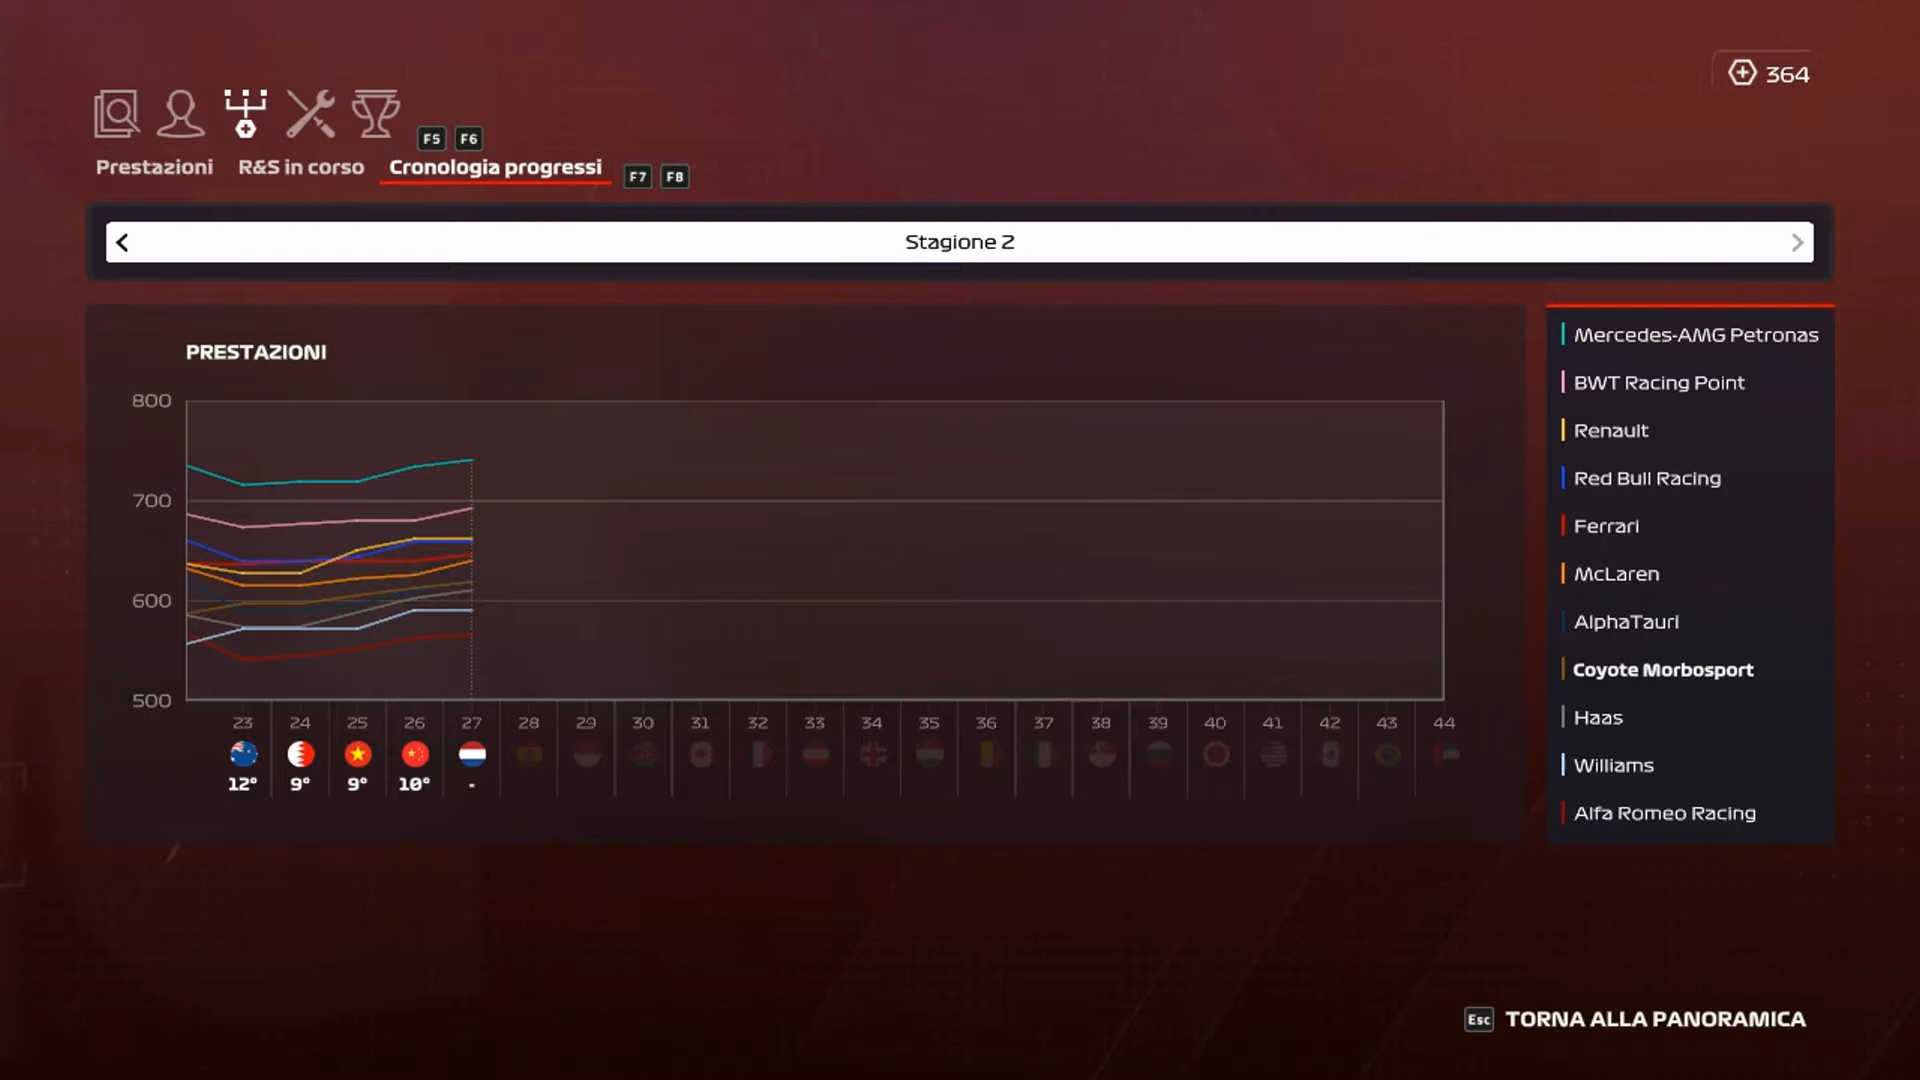 364
F5 F6
Prestazioni R&S in corso Cronologia progressi F7 F8
Stagione 2
PRESTAZIONI
800
700
600
500
23 24 25 26 27 28 29 30 31 32 33 34 35 36 37 38 39 40 41 42 43 44
12° 9° 9° 10° -
Mercedes-AMG Petronas
BWT Racing Point
Renault
Red Bull Racing
Ferrari
McLaren
AlphaTauri
Coyote Morbosport
Haas
Williams
Alfa Romeo Racing
Esc TORNA ALLA PANORAMICA